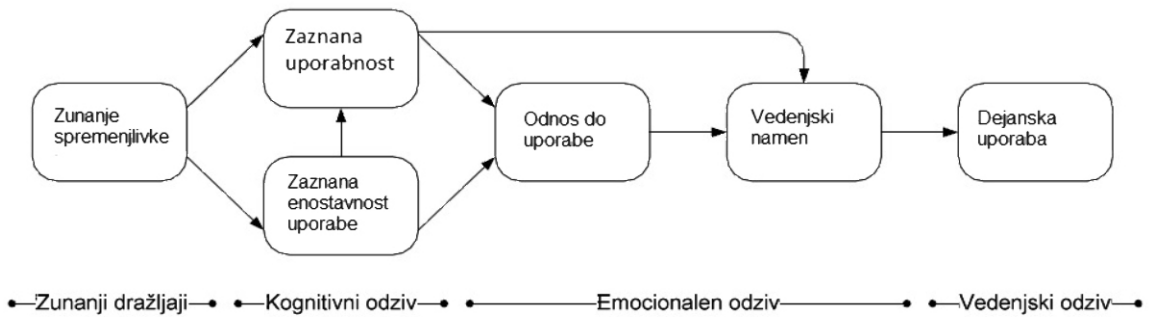 Zunanje
spremenjlivke
Zaznana
uporabnost
Zaznana
enostavnost
uporabe
Odnos do
uporabe
Vedenjski
namen
Dejanska
uporaba
Zunanji dražljaji
Kognitivni odziv
Emocionalen odziv
Vedenjski odziv